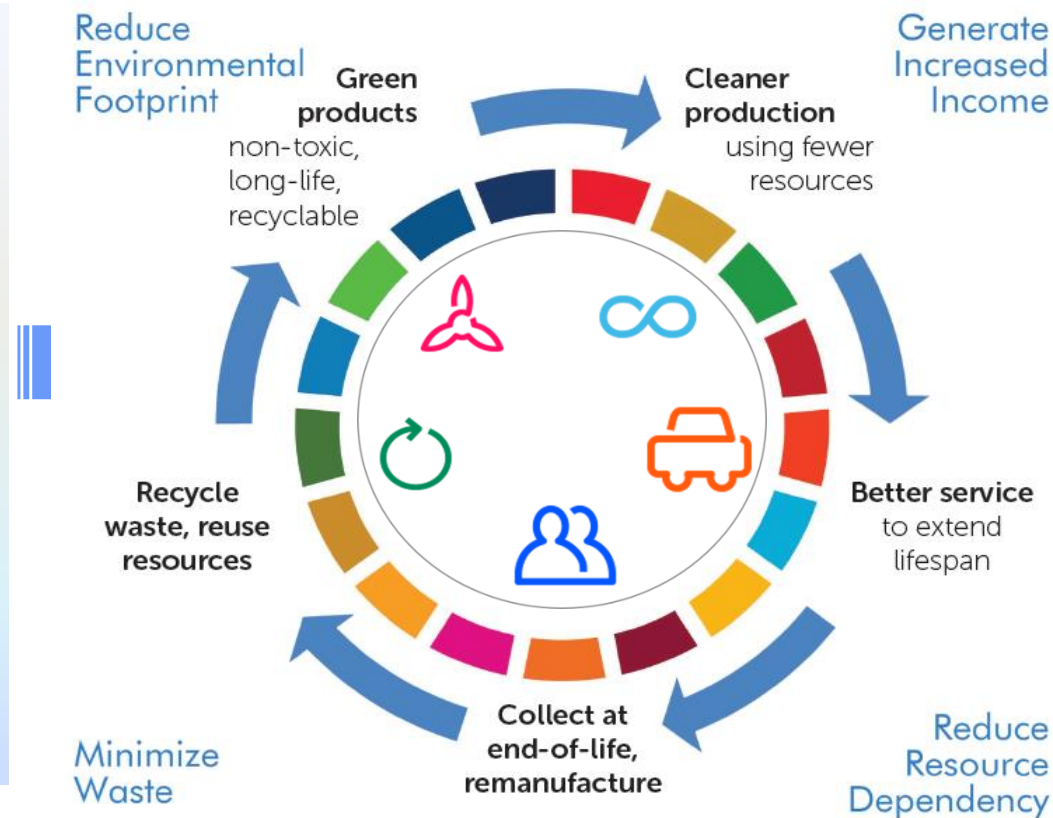 Reduce
Environmental
Footprint
Generate
Increased
Income
Green
products
non-toxic,
long-life,
recyclable
Cleaner
production
using fewer
resources
Better service
to extend
lifespan
Collect at
end-of-life,
remanufacture
Recycle
waste, reuse
resources
Minimize
Waste
Reduce
Resource
Dependency